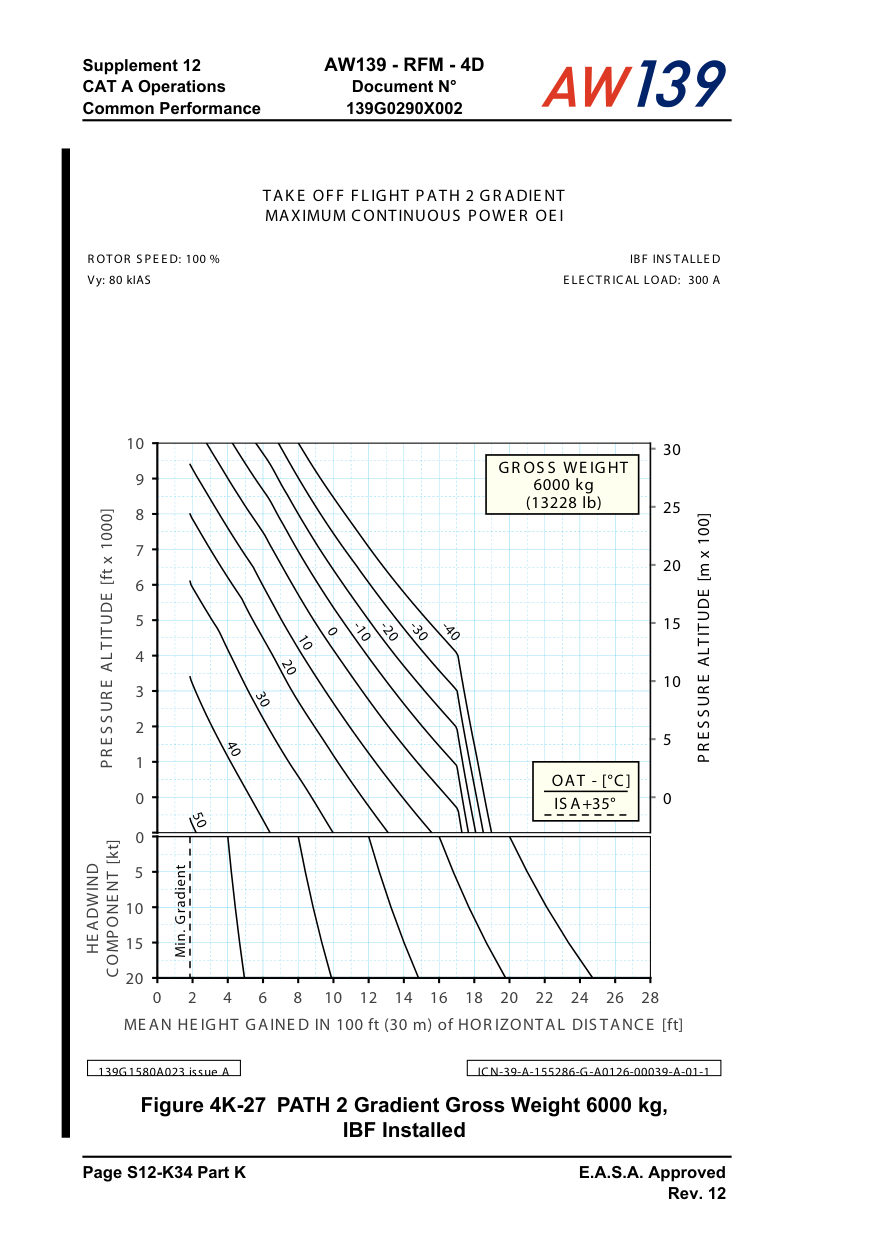 Supplement 12
CAT A Operations
Common Performance
AW139 - RFM - 4D
Document N°
139G0290X002
AW139
TAKE OFF FLIGHT PATH 2 GRADIENT
MAXIMUM CONTINUOUS POWER OEI
ROTOR SPEED: 100 %
IBF INSTALLED
Vy: 80 kIAS
ELECTRICAL LOAD: 300 A
PRESSURE ALTITUDE [ft x 1000]
10
9
8
7
6
5
4
3
2
1
0
GROSS WEIGHT
6000 kg
(13228 lb)
30
25
20
15
10
5
0
PRESSURE ALTITUDE [m x 100]
-40
-30
-20
-10
0
10
20
30
40
50
OAT - [°C]
ISA+35°
HEADWIND
COMPONENT [kt]
0
5
10
15
20
Min. Gradient
0 2 4 6 8 10 12 14 16 18 20 22 24 26 28
MEAN HEIGHT GAINED IN 100 ft (30 m) of HORIZONTAL DISTANCE [ft]
139G1580A023 issue A
ICN-39-A-155286-G-A0126-00039-A-01-1
Figure 4K-27 PATH 2 Gradient Gross Weight 6000 kg,
IBF Installed
Page S12-K34 Part K
E.A.S.A. Approved
Rev. 12